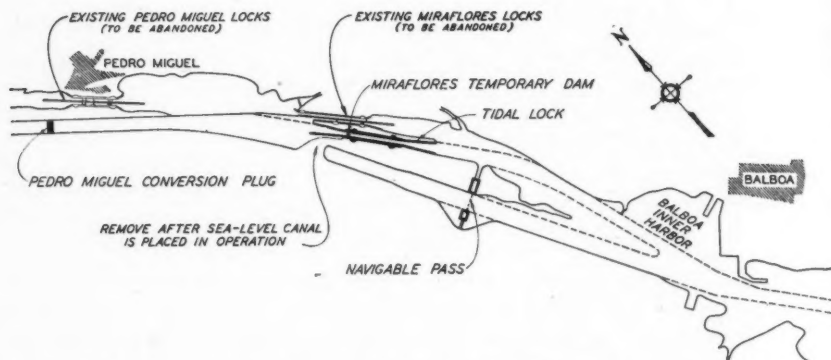 EXISTING PEDRO MIGUEL LOCKS
(TO BE ABANDONED)
EXISTING MIRAFLORES LOCKS
(TO BE ABANDONED)
PEDRO MIGUEL
MIRAFLORES TEMPORARY DAM
TIDAL LOCK
N
PEDRO MIGUEL CONVERSION PLUG
BALBOA
REMOVE AFTER SEA-LEVEL CANAL
IS PLACED IN OPERATION
BALBOA
INNER
HARBOR
NAVIGABLE PASS